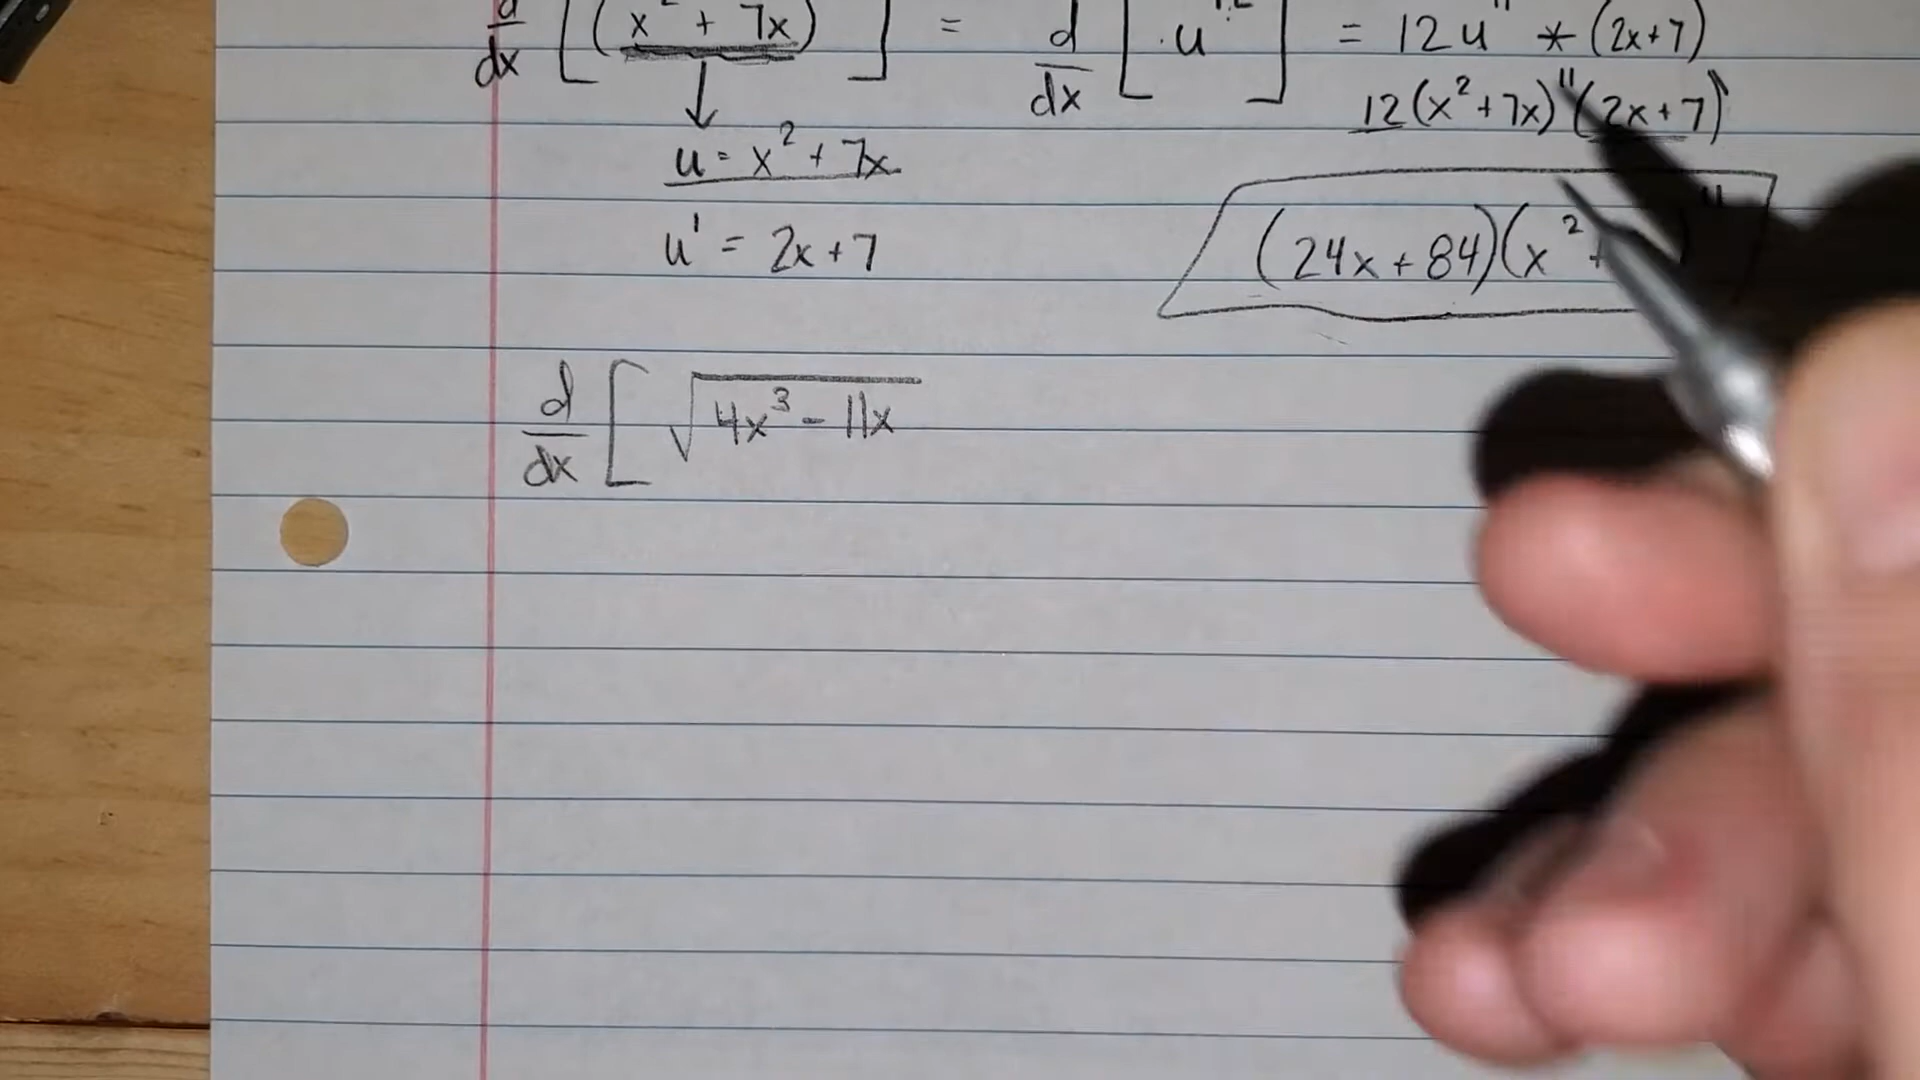 d/dx [(x² + 7x)] = d/dx [u¹²] = 12u¹¹ * (2x+7)
12(x²+7x)¹¹(2x+7)
u = x² + 7x
u' = 2x+7
(24x+84)(x²+ )¹¹
d/dx [√(4x³ - 11x)